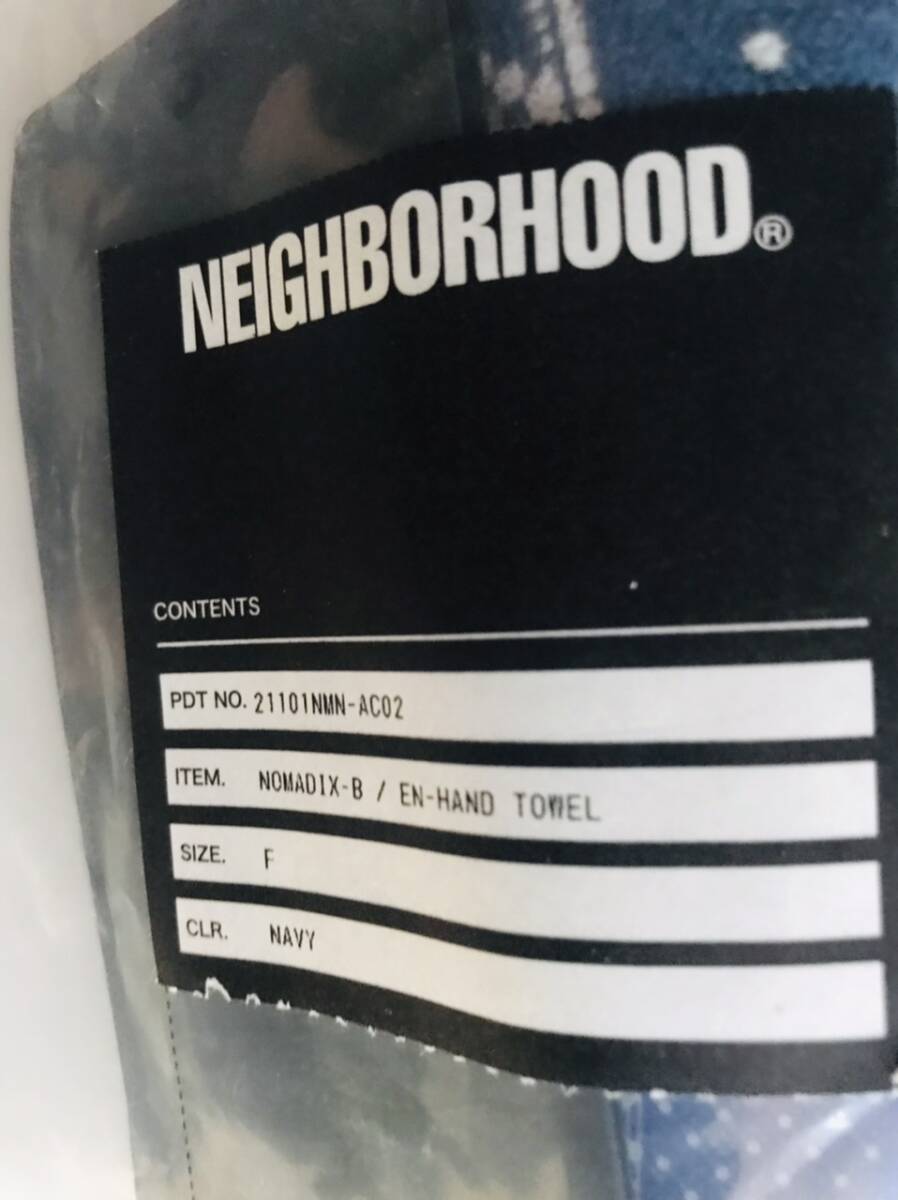 NEIGHBORHOOD®
CONTENTS
PDT NO. 21101NMN-AC02
ITEM. NOMADIX-B / EN-HAND TOWEL
SIZE. F
CLR. NAVY